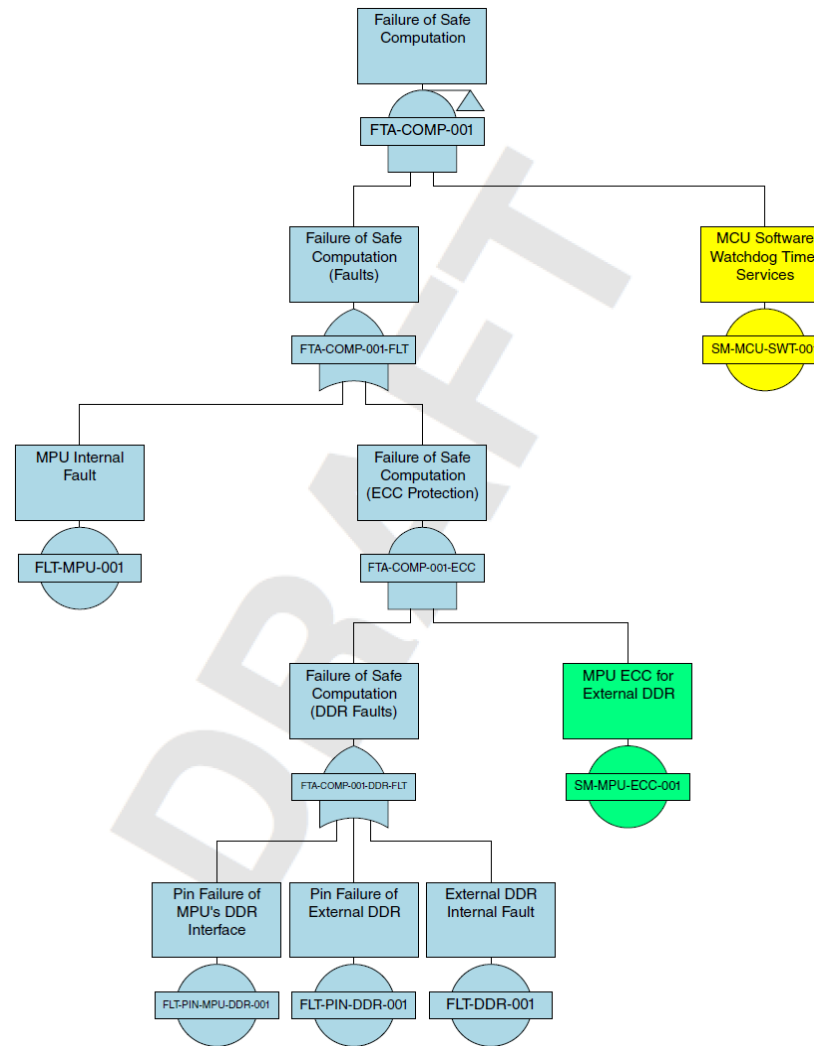 Failure of Safe
Computation
FTA-COMP-001
Failure of Safe
Computation
(Faults)
FTA-COMP-001-FLT
MCU Software
Watchdog Time
Services
SM-MCU-SWT-00
MPU Internal
Fault
FLT-MPU-001
Failure of Safe
Computation
(ECC Protection)
FTA-COMP-001-ECC
Failure of Safe
Computation
(DDR Faults)
FTA-COMP-001-DDR-FLT
MPU ECC for
External DDR
SM-MPU-ECC-001
Pin Failure of
MPU's DDR
Interface
FLT-PIN-MPU-DDR-001
Pin Failure of
External DDR
FLT-PIN-DDR-001
External DDR
Internal Fault
FLT-DDR-001
DRAFT